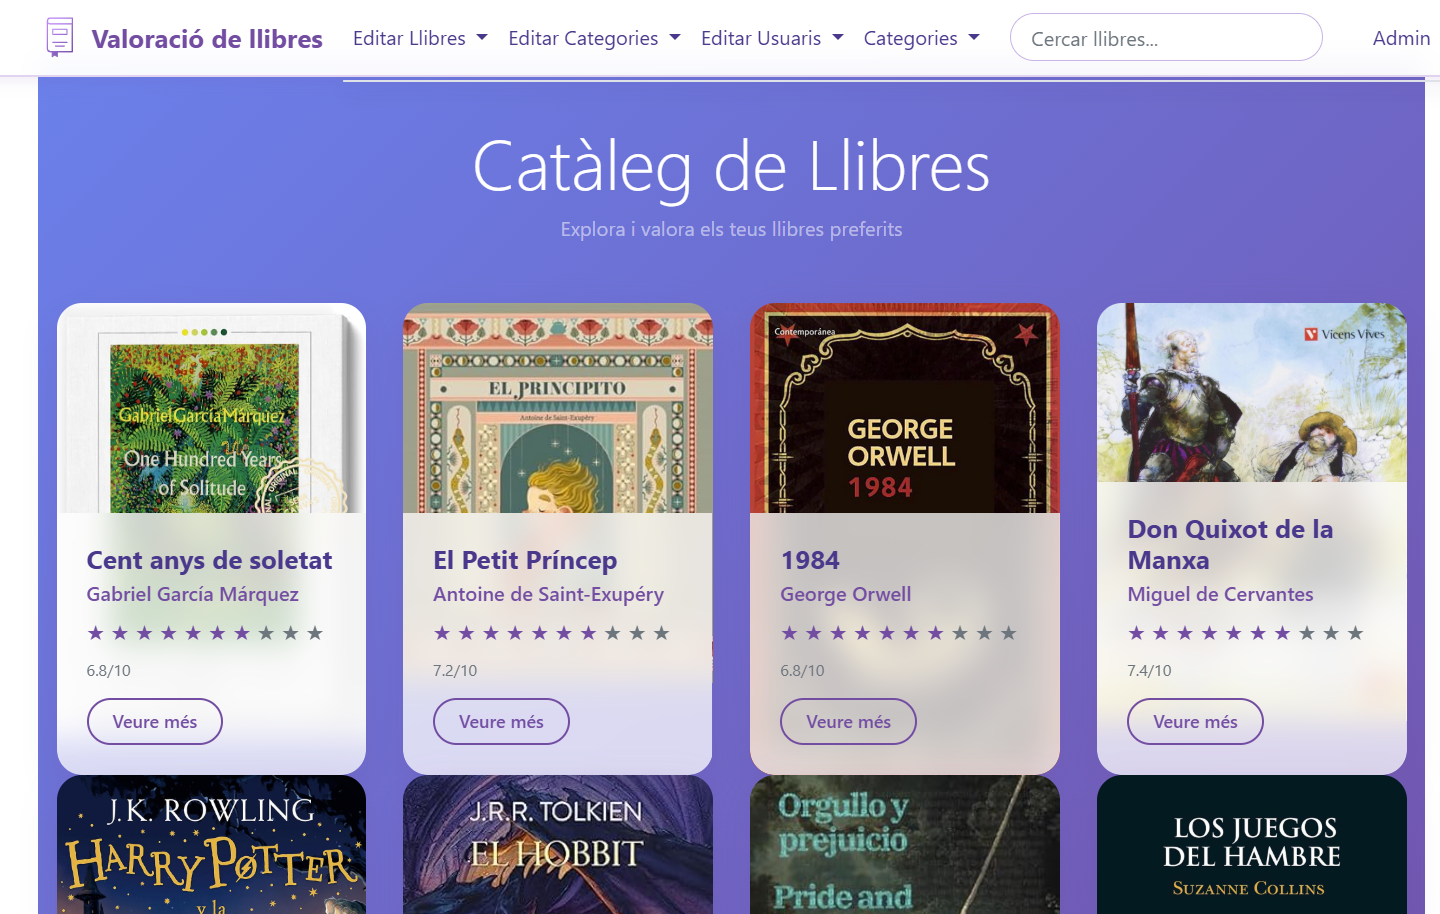 Valoració de llibres
Editar Llibres
Editar Categories
Editar Usuaris
Categories
Cercar llibres...
Admin
Catàleg de Llibres
Explora i valora els teus llibres preferits
GabrielGarcíaMárquez
One Hundred Years
of Solitude
Cent anys de soletat
Gabriel García Márquez
★ ★ ★ ★ ★ ★ ★ ★ ★ ★
6.8/10
Veure més
EL PRINCIPITO
Antoine de Saint-Exupéry
El Petit Príncep
Antoine de Saint-Exupéry
★ ★ ★ ★ ★ ★ ★ ★ ★ ★
7.2/10
Veure més
Contemporánea
GEORGE
ORWELL
1984
1984
George Orwell
★ ★ ★ ★ ★ ★ ★ ★ ★ ★
6.8/10
Veure més
Vicens Vives
Don Quixot de la
Manxa
Miguel de Cervantes
★ ★ ★ ★ ★ ★ ★ ★ ★ ★
7.4/10
Veure més
J. K. ROWLING
HARRY POTTER
y la
J.R.R. TOLKIEN
EL HOBBIT
Orgullo y
prejuicio
Pride and
LOS JUEGOS
DEL HAMBRE
SUZANNE COLLINS